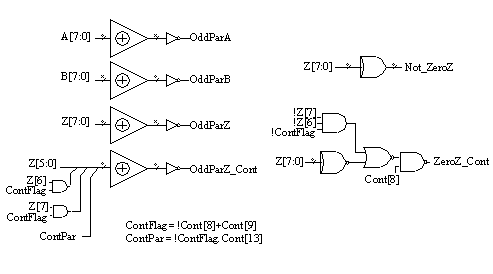 A[7:0]
OddParA
B[7:0]
OddParB
Z[7:0]
OddParZ
Z[5:0]
OddParZ_Cont
Z[6]
ContFlag
Z[7]
ContFlag
ContPar
ContFlag = !Cont[8]+Cont[9]
ContPar = !ContFlag.Cont[13]
Z[7:0]
Not_ZeroZ
!Z[7]
!Z[6]
!ContFlag
Z[7:0]
ZeroZ_Cont
Cont[8]